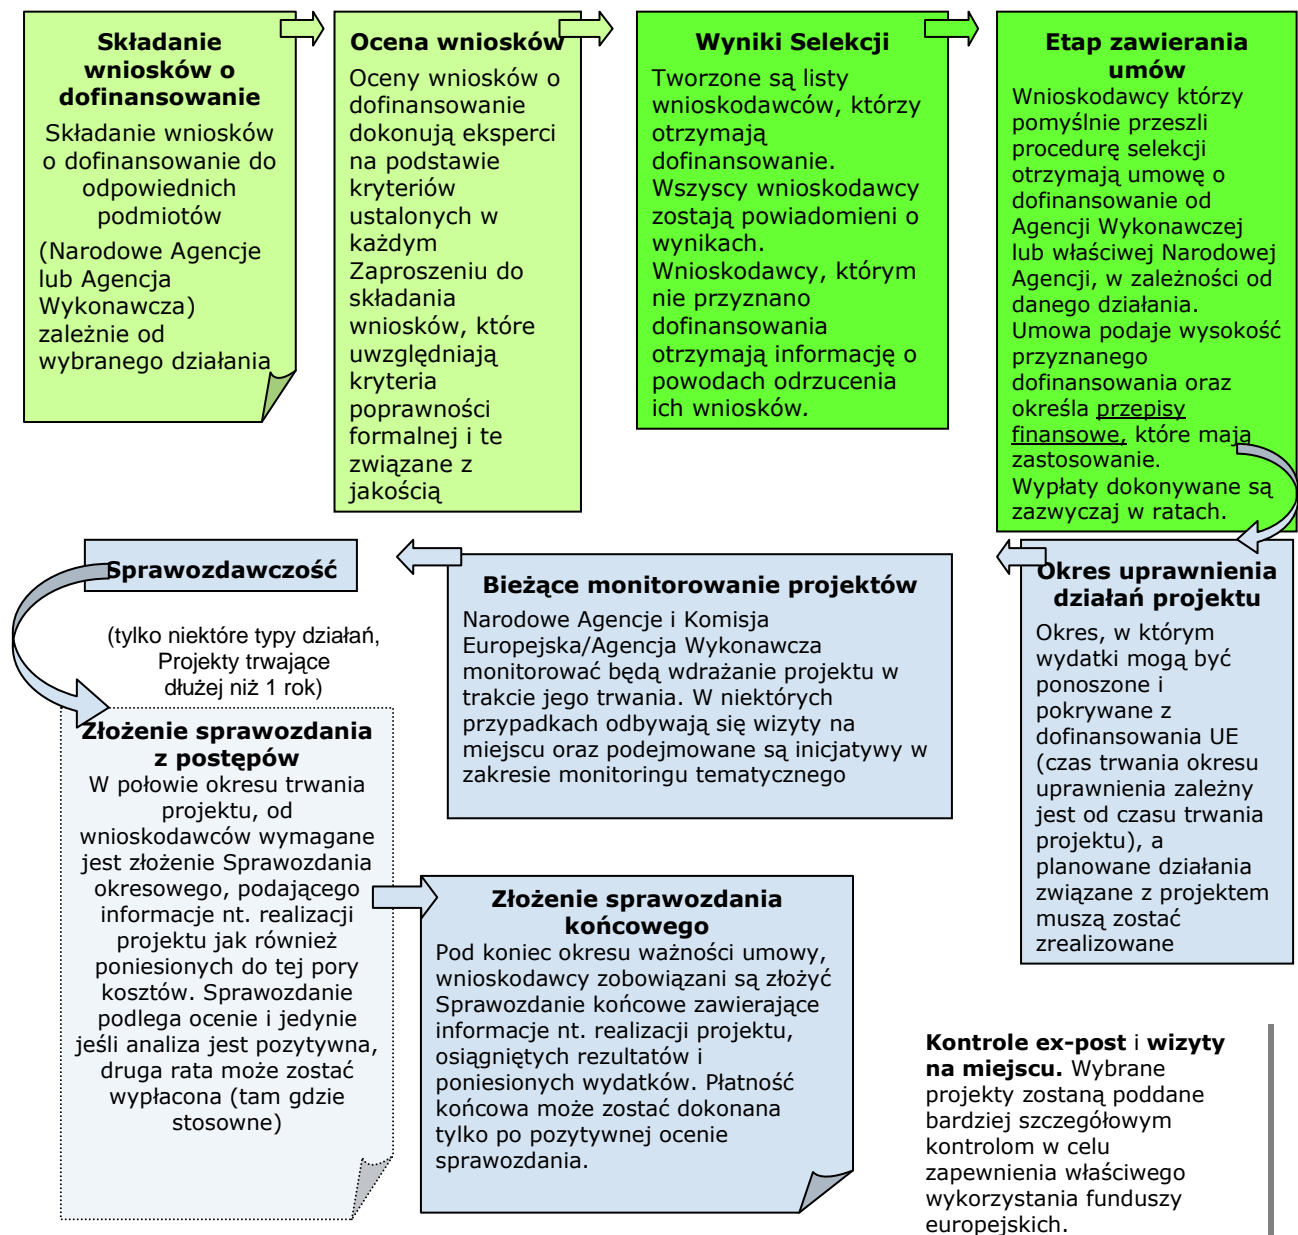 Składanie
wniosków o
dofinansowanie
Składanie wniosków
o dofinansowanie do
odpowiednich
podmiotów
(Narodowe Agencje
lub Agencja
Wykonawcza)
zależnie od
wybranego działania
Ocena wniosków
Oceny wniosków o
dofinansowanie
dokonują eksperci
na podstawie
kryteriów
ustalonych w
każdym
Zaproszeniu do
składania
wniosków, które
uwzględniają
kryteria
poprawności
formalnej i te
związane z
jakością
Wyniki Selekcji
Tworzone są listy
wnioskodawców, którzy
otrzymają
dofinansowanie.
Wszyscy wnioskodawcy
zostają powiadomieni o
wynikach.
Wnioskodawcy, którym
nie przyznano
dofinansowania
otrzymają informację o
powodach odrzucenia
ich wniosków.
Etap zawierania
umów
Wnioskodawcy którzy
pomyślnie przeszli
procedurę selekcji
otrzymają umowę o
dofinansowanie od
Agencji Wykonawczej
lub właściwej Narodowej
Agencji, w zależności od
danego działania.
Umowa podaje wysokość
przyznanego
dofinansowania oraz
określa przepisy
finansowe, które mają
zastosowanie.
Wypłaty dokonywane są
zazwyczaj w ratach.
Okres uprawnienia
działań projektu
Okres, w którym
wydatki mogą być
ponoszone i
pokrywane z
dofinansowania UE
(czas trwania okresu
uprawnienia zależny
jest od czasu trwania
projektu), a
planowane działania
związane z projektem
muszą zostać
zrealizowane
Bieżące monitorowanie projektów
Narodowe Agencje i Komisja
Europejska/Agencja Wykonawcza
monitorować będą wdrażanie projektu w
trakcie jego trwania. W niektórych
przypadkach odbywają się wizyty na
miejscu oraz podejmowane są inicjatywy w
zakresie monitoringu tematycznego
Sprawozdawczość
(tylko niektóre typy działań,
Projekty trwające
dłużej niż 1 rok)
Złożenie sprawozdania
z postępów
W połowie okresu trwania
projektu, od
wnioskodawców wymagane
jest złożenie Sprawozdania
okresowego, podającego
informacje nt. realizacji
projektu jak również
poniesionych do tej pory
kosztów. Sprawozdanie
podlega ocenie i jedynie
jeśli analiza jest pozytywna,
druga rata może zostać
wypłacona (tam gdzie
stosowne)
Złożenie sprawozdania
końcowego
Pod koniec okresu ważności umowy,
wnioskodawcy zobowiązani są złożyć
Sprawozdanie końcowe zawierające
informacje nt. realizacji projektu,
osiągniętych rezultatów i
poniesionych wydatków. Płatność
końcowa może zostać dokonana
tylko po pozytywnej ocenie
sprawozdania.
Kontrole ex-post i wizyty
na miejscu. Wybrane
projekty zostaną poddane
bardziej szczegółowym
kontrolom w celu
zapewnienia właściwego
wykorzystania funduszy
europejskich.